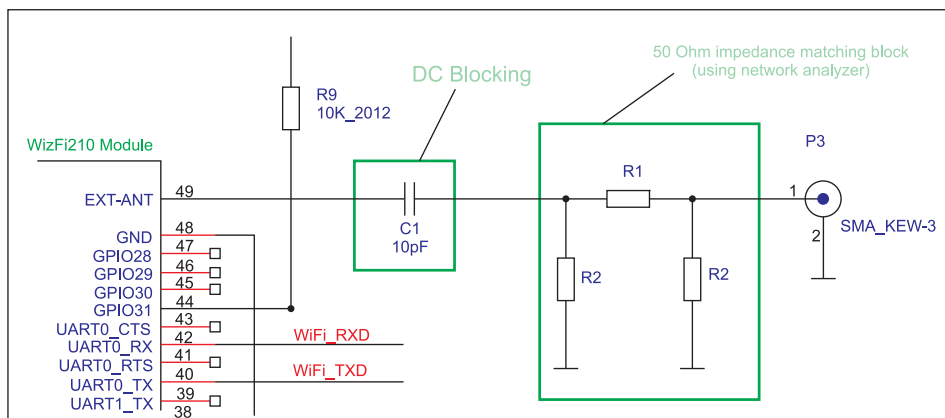 50 Ohm impedance matching block
(using network analyzer)
DC Blocking
R9
10K_2012
WizFi210 Module
P3
R1
EXT-ANT
49
1
C1
10pF
2
SMA_KEW-3
GND
48
GPIO28
47
GPIO29
46
GPIO30
45
GPIO31
44
R2
R2
UART0_CTS
43
UART0_RX
42
WiFi_RXD
UART0_RTS
41
UART0_TX
40
WiFi_TXD
UART1_TX
39
38